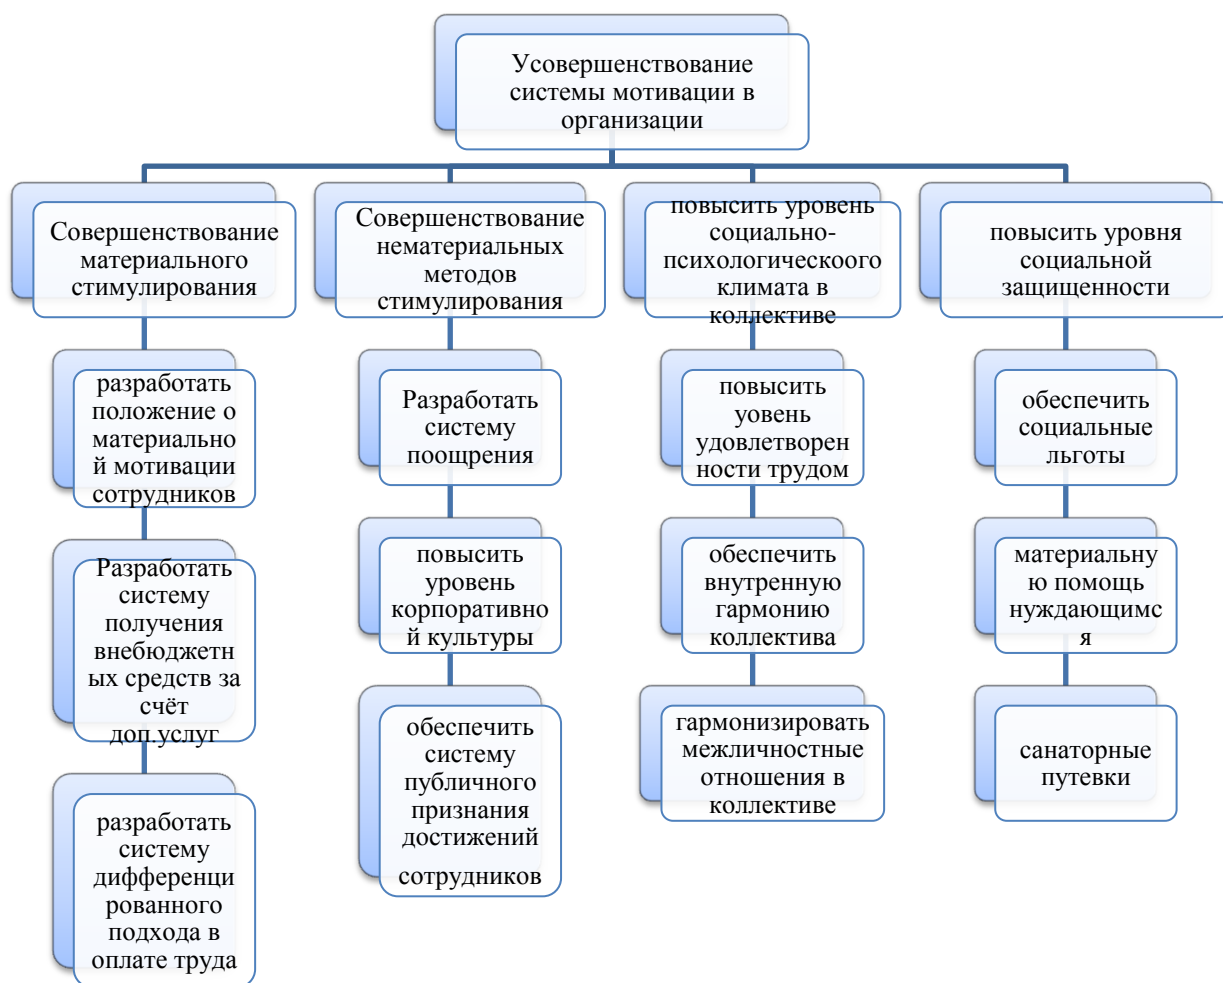 Усовершенствование
системы мотивации в
организации
Совершенствование
материального
стимулирования
Совершенствование
нематериальных
методов
стимулирования
повысить уровень
социально-
психологическоого
климата в
коллективе
повысить уровня
социальной
защищенности
разработать
положение о
материально
й мотивации
сотрудников
Разработать
систему
поощрения
повысить
уовень
удовлетворен
ности трудом
обеспечить
социальные
льготы
Разработать
систему
получения
внебюджетн
ых средств за
счёт
доп.услуг
повысить
уровень
корпоративно
й культуры
обеспечить
внутренную
гармонию
коллектива
материальну
ю помощь
нуждающимс
я
разработать
систему
дифференци
рованного
подхода в
оплате труда
обеспечить
систему
публичного
признания
достижений
сотрудников
гармонизировать
межличностные
отношения в
коллективе
санаторные
путевки